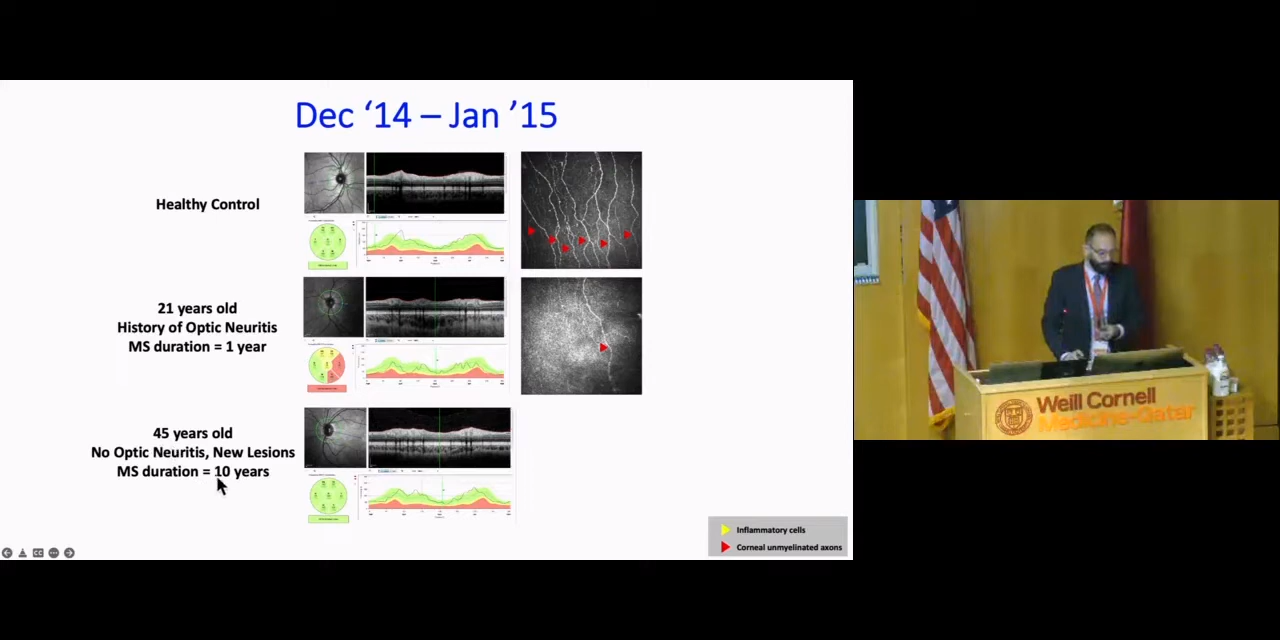 Dec ‘14 – Jan ’15
Healthy Control
21 years old
History of Optic Neuritis
MS duration = 1 year
45 years old
No Optic Neuritis, New Lesions
MS duration = 10 years
Inflammatory cells
Corneal unmyelinated axons
CC
Weill Cornell
Medicine-Qatar